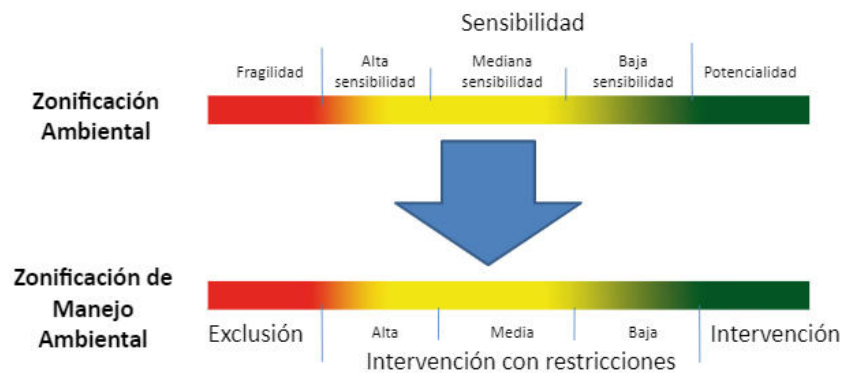 Sensibilidad
Fragilidad
Alta
sensibilidad
Mediana
sensibilidad
Baja
sensibilidad
Potencialidad
Zonificación
Ambiental
Zonificación de
Manejo
Ambiental
Exclusión
Alta
Media
Baja
Intervención
Intervención con restricciones